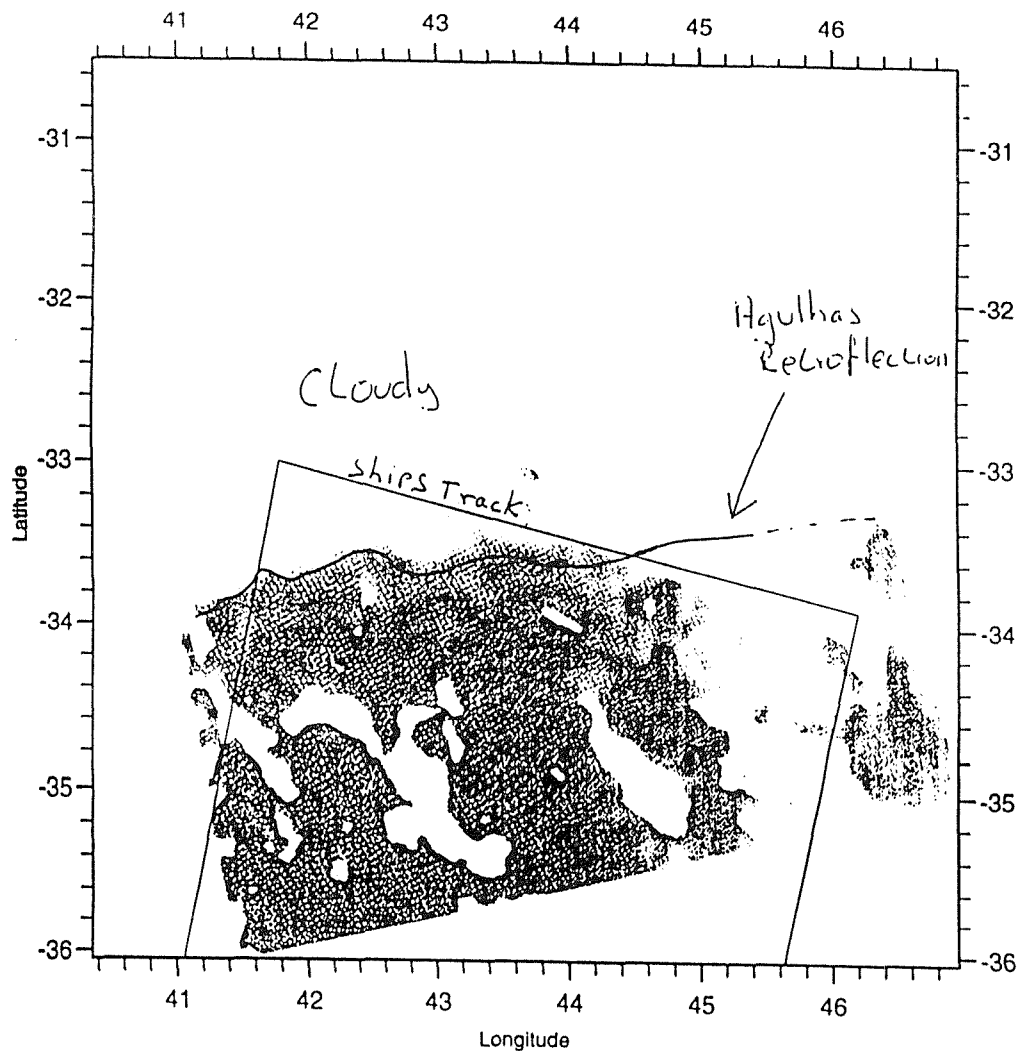 41 42 43 44 45 46
-31 -31
-32 -32
Agulhas
Retroflection
Cloudy
-33 -33
Ships Track
Latitude
-34 -34
-35 -35
-36 -36
41 42 43 44 45 46
Longitude